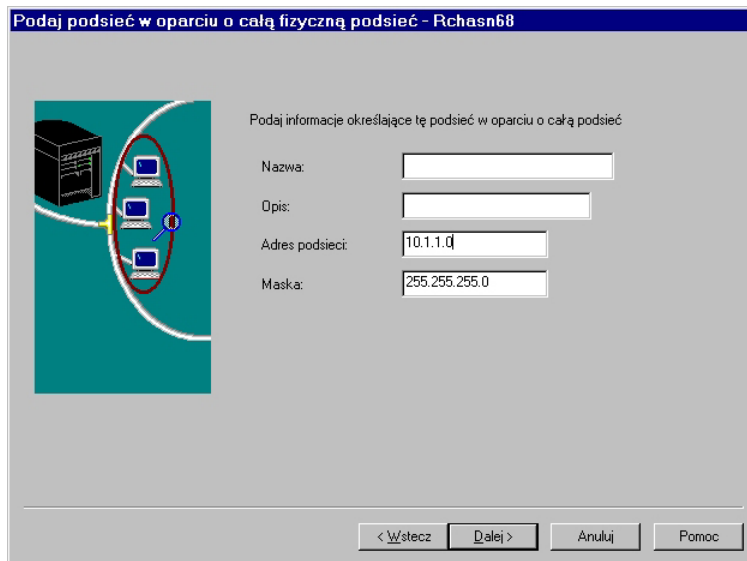 Podaj podsieć w oparciu o całą fizyczną podsieć - Rchasn68
Podaj informacje określające tę podsieć w oparciu o całą podsieć
Nazwa:
Opis:
Adres podsieci: 10.1.1.0
Maska: 255.255.255.0
< Wstecz Dalej > Anuluj Pomoc